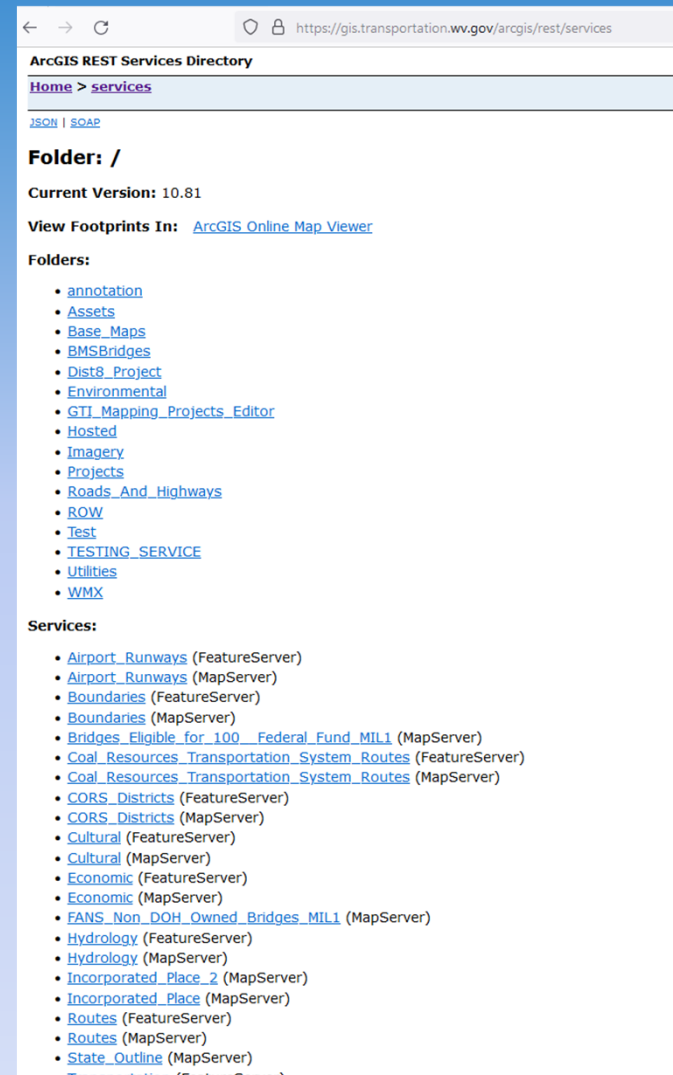 https://gis.transportation.wv.gov/arcgis/rest/services
ArcGIS REST Services Directory
Home > services
JSON | SOAP
Folder: /
Current Version: 10.81
View Footprints In: ArcGIS Online Map Viewer
Folders:
• annotation
• Assets
• Base_Maps
• BMSBridges
• Dist8_Project
• Environmental
• GTI_Mapping_Projects_Editor
• Hosted
• Imagery
• Projects
• Roads_And_Highways
• ROW
• Test
• TESTING_SERVICE
• Utilities
• WMX
Services:
• Airport_Runways (FeatureServer)
• Airport_Runways (MapServer)
• Boundaries (FeatureServer)
• Boundaries (MapServer)
• Bridges_Eligible_for_100__Federal_Fund_MIL1 (MapServer)
• Coal_Resources_Transportation_System_Routes (FeatureServer)
• Coal_Resources_Transportation_System_Routes (MapServer)
• CORS_Districts (FeatureServer)
• CORS_Districts (MapServer)
• Cultural (FeatureServer)
• Cultural (MapServer)
• Economic (FeatureServer)
• Economic (MapServer)
• FANS_Non_DOH_Owned_Bridges_MIL1 (MapServer)
• Hydrology (FeatureServer)
• Hydrology (MapServer)
• Incorporated_Place_2 (MapServer)
• Incorporated_Place (MapServer)
• Routes (FeatureServer)
• Routes (MapServer)
• State_Outline (MapServer)